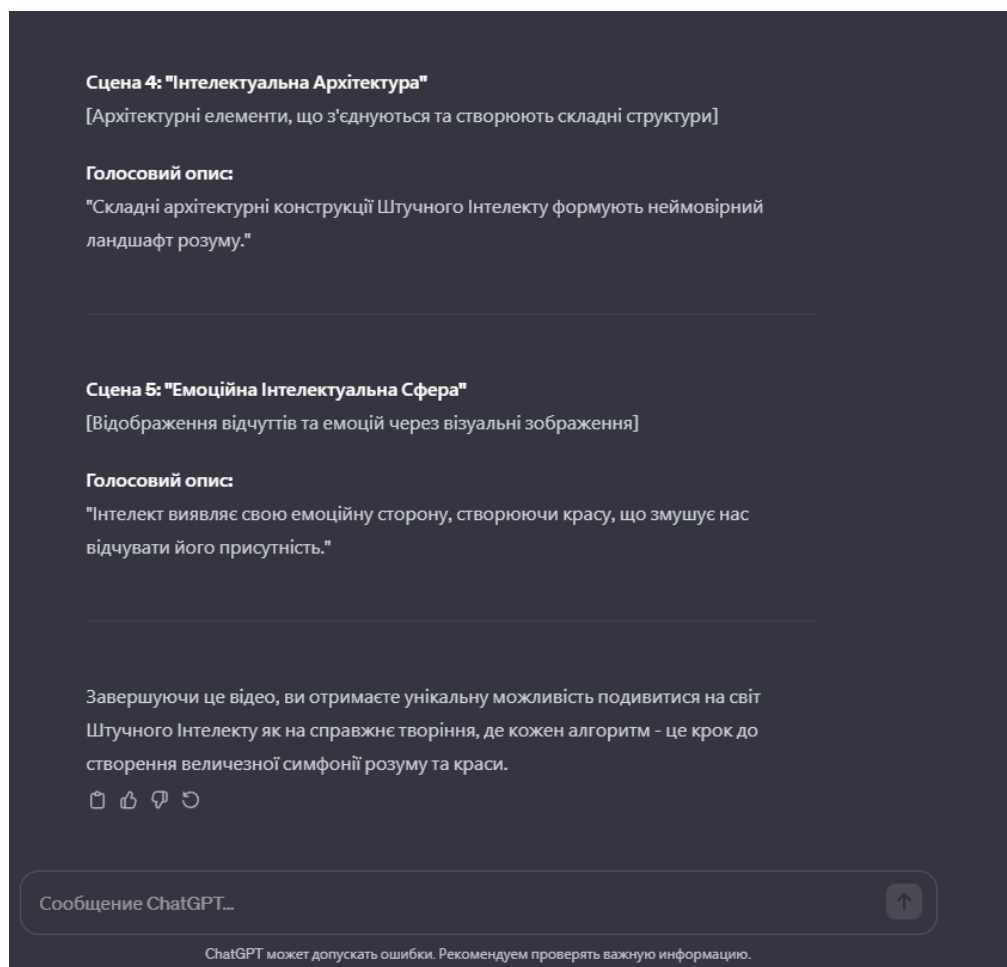 Сцена 4: "Інтелектуальна Архітектура"
[Архітектурні елементи, що з'єднуються та створюють складні структури]
Голосовий опис:
"Складні архітектурні конструкції Штучного Інтелекту формують неймовірний
ландшафт розуму."
Сцена 5: "Емоційна Інтелектуальна Сфера"
[Відображення відчуттів та емоцій через візуальні зображення]
Голосовий опис:
"Інтелект виявляє свою емоційну сторону, створюючи красу, що змушує нас
відчувати його присутність."
Завершуючи це відео, ви отримаєте унікальну можливість подивитися на світ
Штучного Інтелекту як на справжнє творіння, де кожен алгоритм - це крок до
створення величезної симфонії розуму та краси.
Сообщение ChatGPT...
ChatGPT может допускать ошибки. Рекомендуем проверять важную информацию.